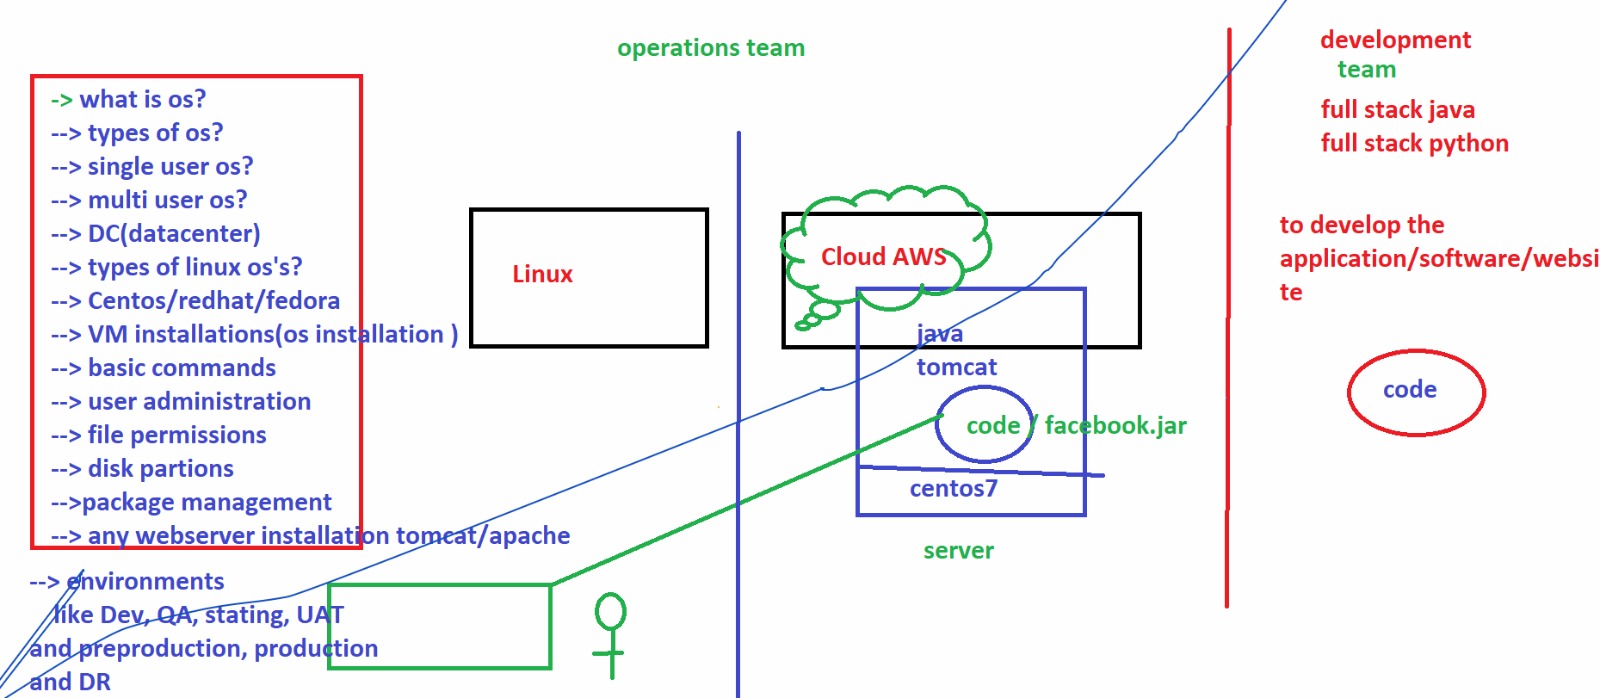 operations team
-> what is os?
--> types of os?
--> single user os?
--> multi user os?
--> DC(datacenter)
--> types of linux os's?
--> Centos/redhat/fedora
--> VM installations(os installation )
--> basic commands
--> user administration
--> file permissions
--> disk partions
-->package management
--> any webserver installation tomcat/apache
--> environments
like Dev, QA, stating, UAT
and preproduction, production
and DR
Linux
Cloud AWS
java
tomcat
code / facebook.jar
centos7
server
development
team
full stack java
full stack python
to develop the
application/software/websi
te
code